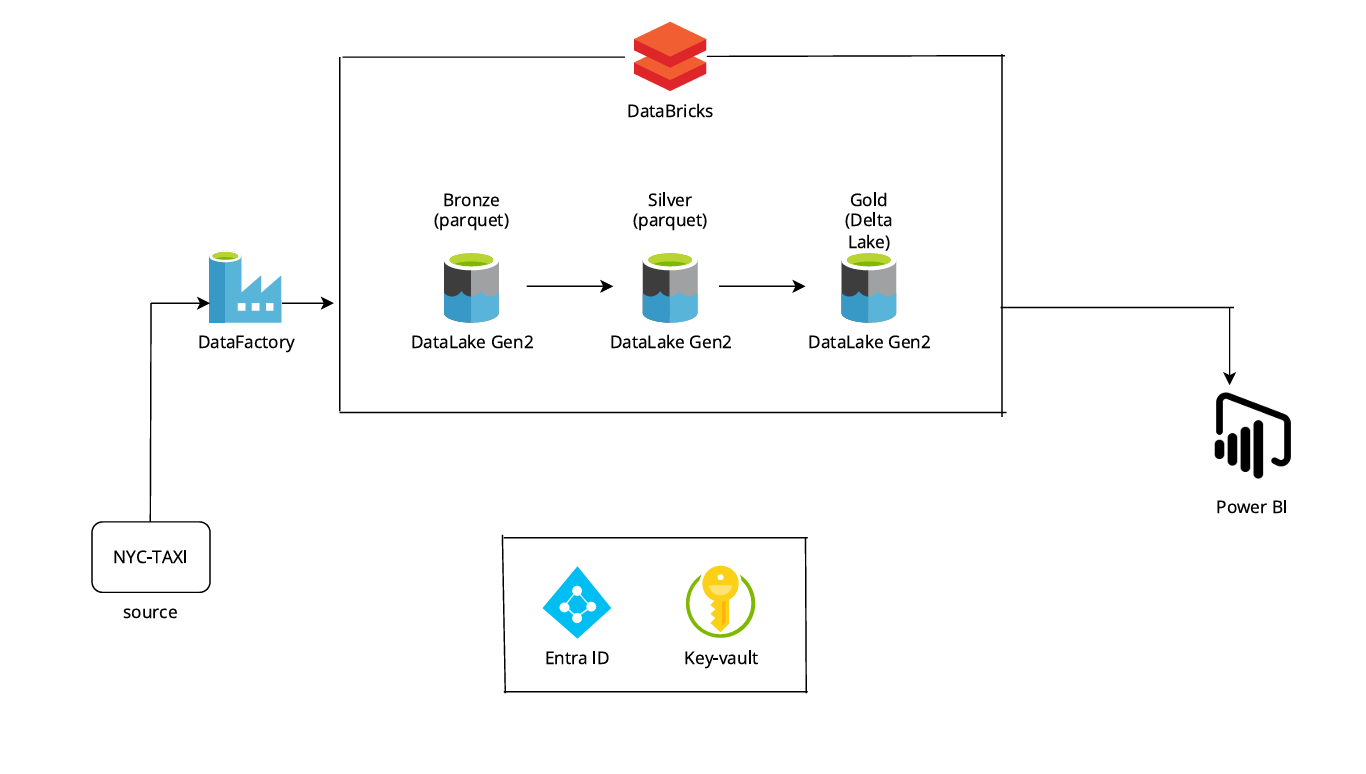 DataBricks
Bronze
(parquet)
Silver
(parquet)
Gold
(Delta
Lake)
DataFactory
DataLake Gen2
DataLake Gen2
DataLake Gen2
Power BI
NYC-TAXI
source
Entra ID
Key-vault